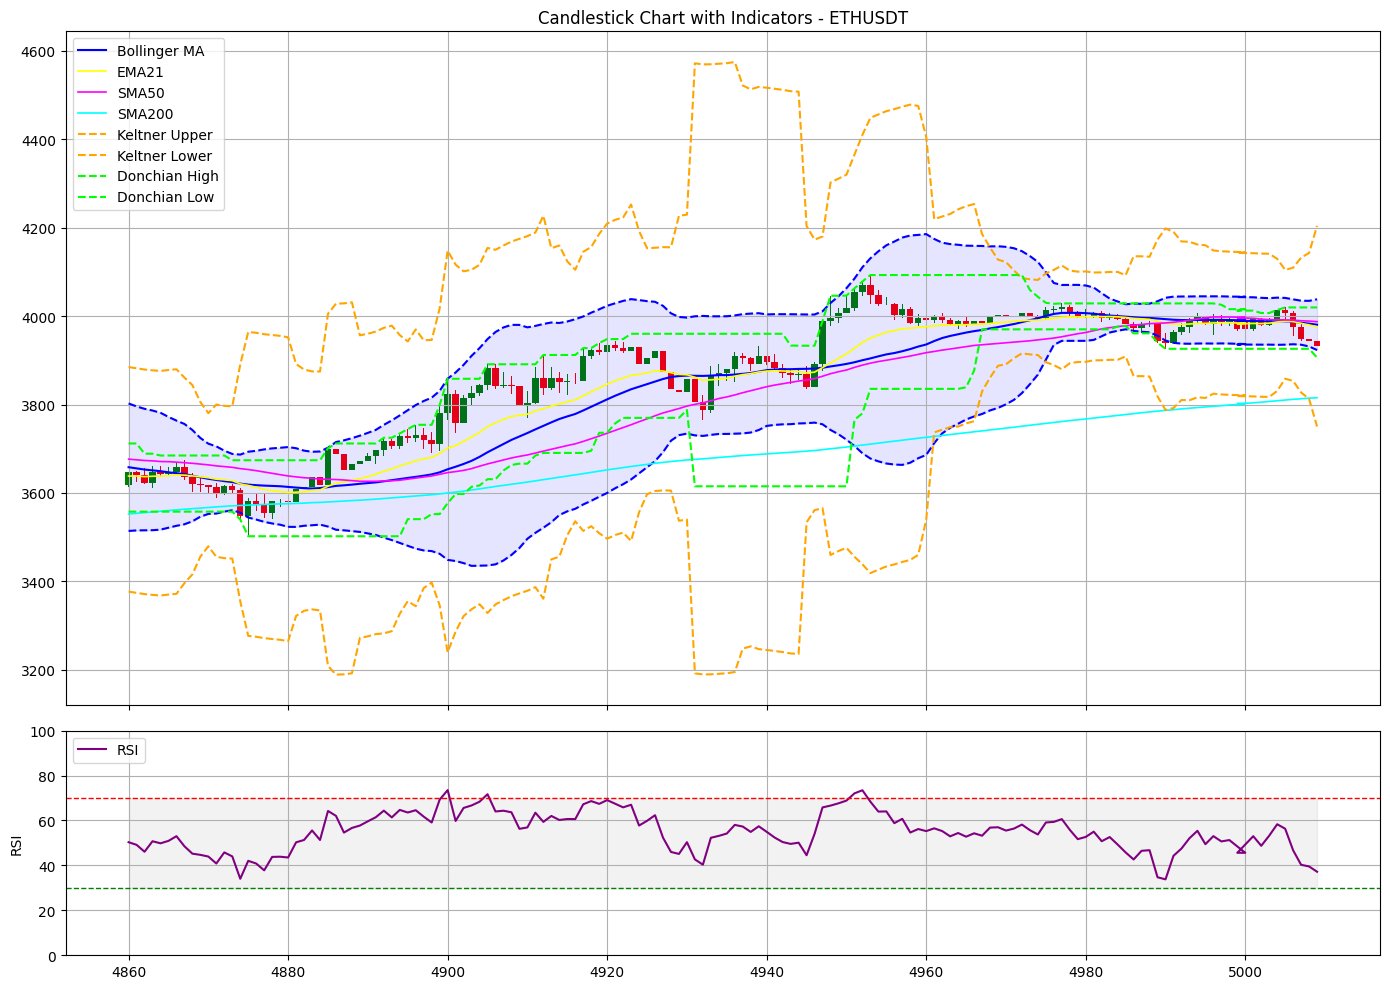 Candlestick Chart with Indicators - ETHUSDT
Bollinger MA
EMA21
SMA50
SMA200
Keltner Upper
Keltner Lower
Donchian High
Donchian Low
4600
4400
4200
4000
3800
3600
3400
3200
RSI
100
80
60
40
20
0
RSI
4860
4880
4900
4920
4940
4960
4980
5000